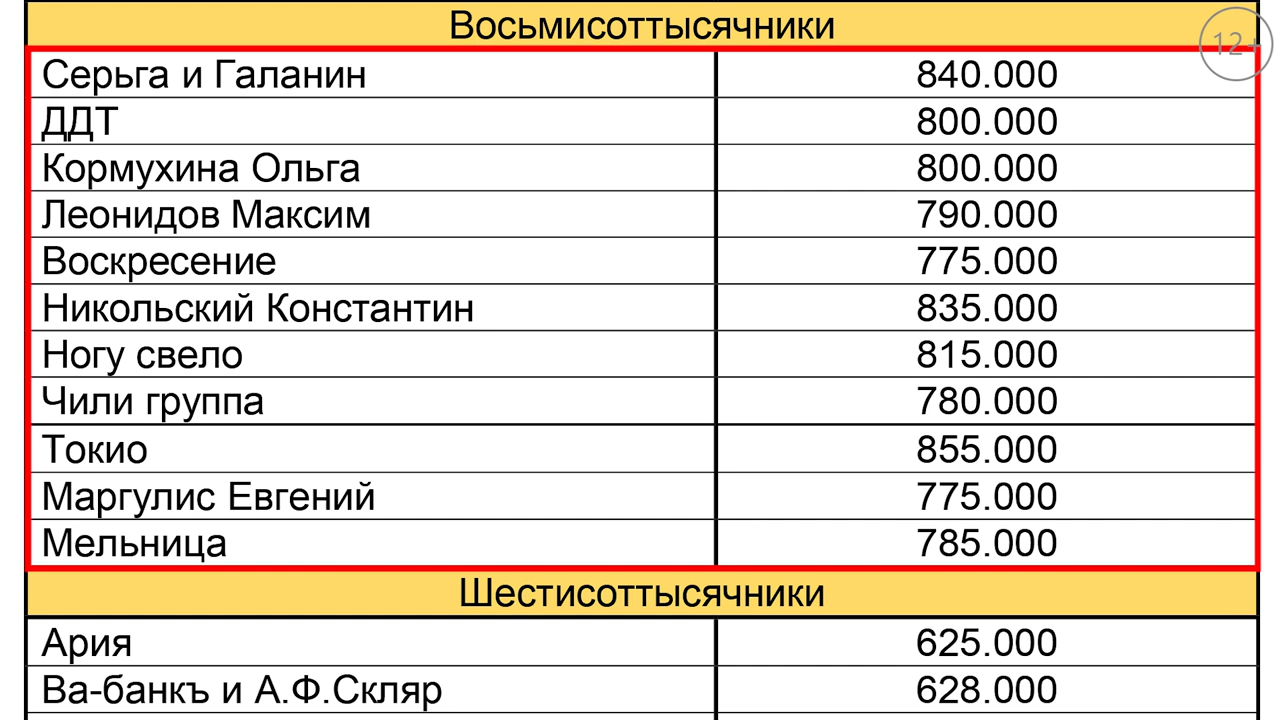 Восьмисоттысячники
12+
Серьга и Галанин 840.000
ДДТ 800.000
Кормухина Ольга 800.000
Леонидов Максим 790.000
Воскресение 775.000
Никольский Константин 835.000
Ногу свело 815.000
Чили группа 780.000
Токио 855.000
Маргулис Евгений 775.000
Мельница 785.000
Шестисоттысячники
Ария 625.000
Ва-банкъ и А.Ф.Скляр 628.000